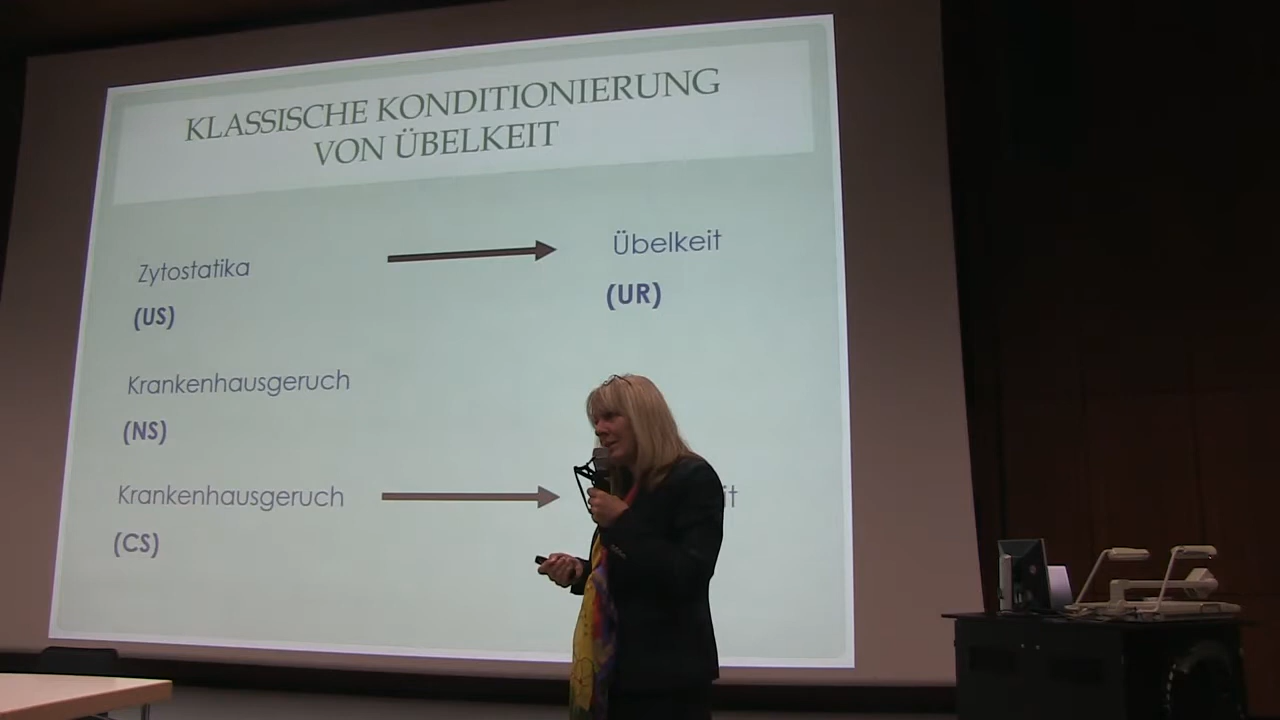 KLASSISCHE KONDITIONIERUNG
VON ÜBELKEIT
Zytostatika
Übelkeit
(US)
(UR)
Krankenhausgeruch
(NS)
Krankenhausgeruch
(CS)